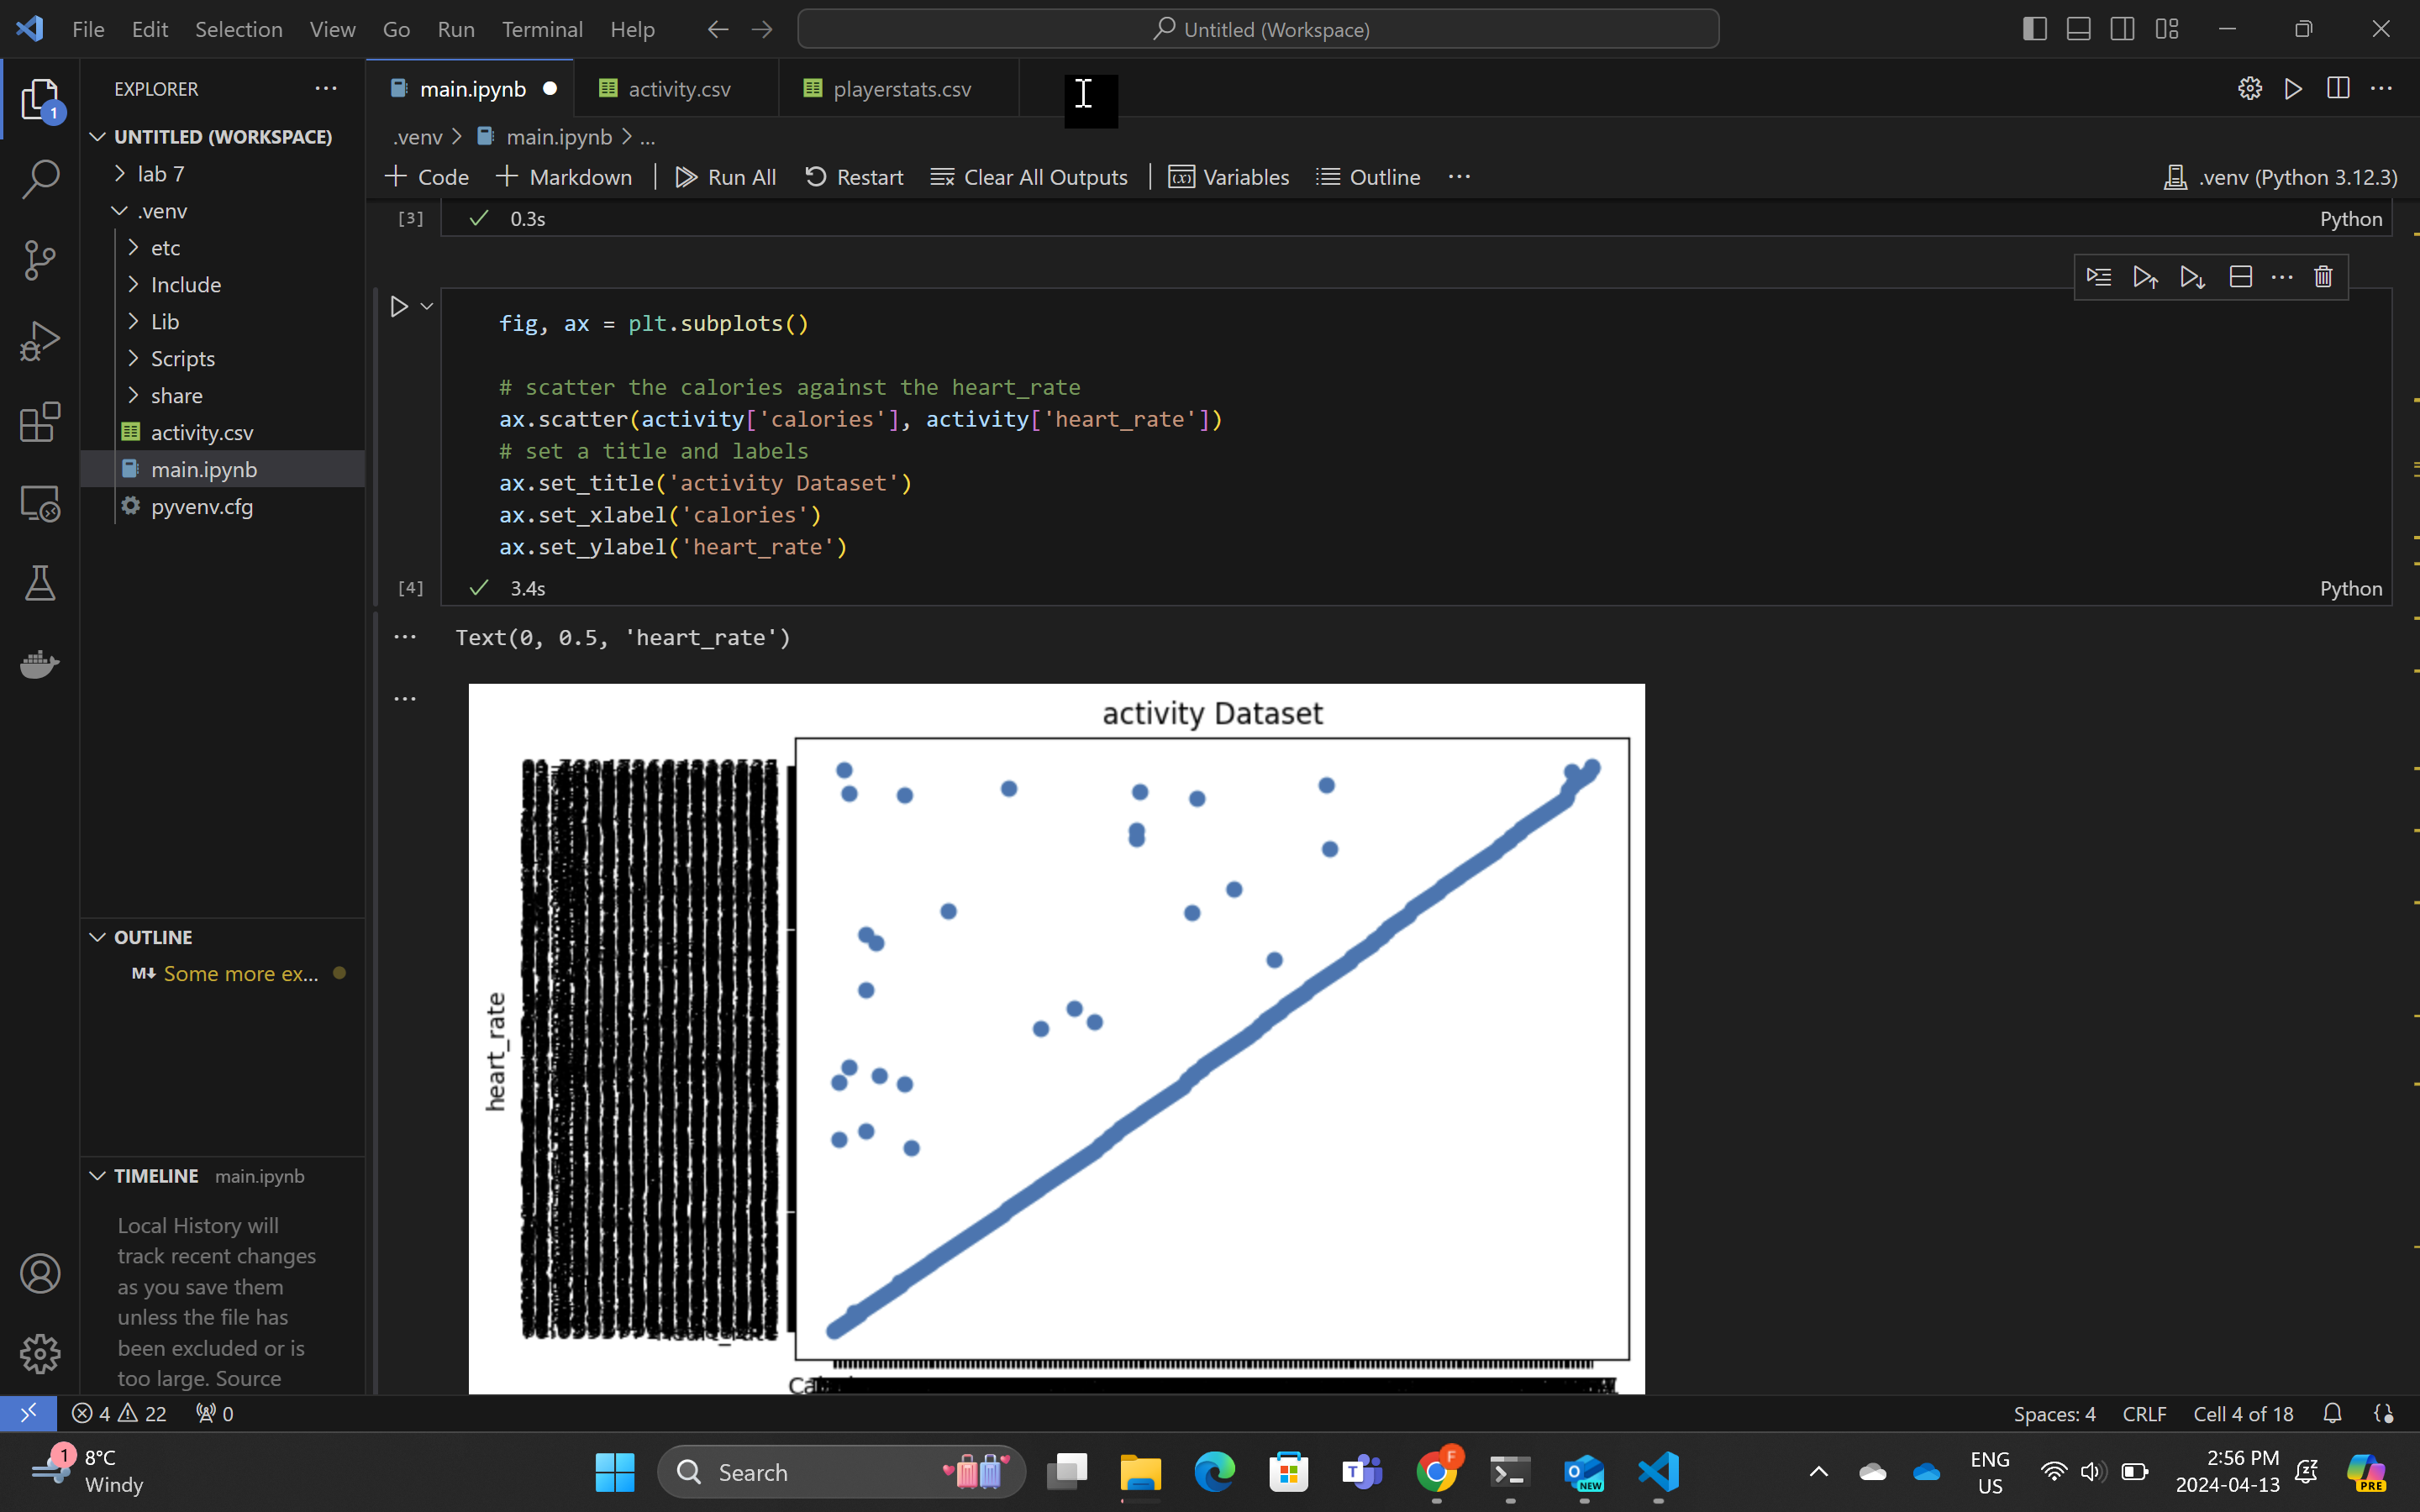 File Edit Selection View Go Run Terminal Help
Untitled (Workspace)
EXPLORER
main.ipynb
activity.csv
playerstats.csv
UNTITLED (WORKSPACE)
.venv > main.ipynb > ...
lab 7
Code Markdown Run All Restart Clear All Outputs Variables Outline
.venv (Python 3.12.3)
.venv
[3] 0.3s
Python
etc
Include
Lib
Scripts
share
activity.csv
main.ipynb
pyvenv.cfg
1
fig, ax = plt.subplots()
# scatter the calories against the heart_rate
ax.scatter(activity['calories'], activity['heart_rate'])
# set a title and labels
ax.set_title('activity Dataset')
ax.set_xlabel('calories')
ax.set_ylabel('heart_rate')
[4] 3.4s
Python
Text(0, 0.5, 'heart_rate')
activity Dataset
heart_rate
OUTLINE
Some more ex...
TIMELINE main.ipynb
Local History will
track recent changes
as you save them
unless the file has
been excluded or is
too large. Source
4 22 0
Spaces: 4 CRLF Cell 4 of 18
1
8°C
Windy
Search
F
NEW
ENG
US
2:56 PM
2024-04-13
PRE